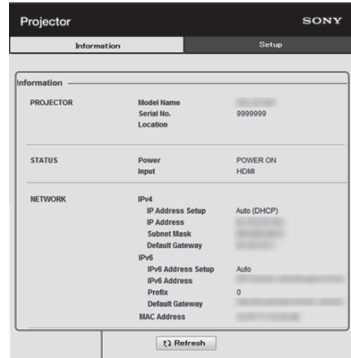 Projector SONY
Information Setup
Information
PROJECTOR Model Name
Serial No. 9999999
Location
STATUS Power POWER ON
Input HDMI
NETWORK IPv4
IP Address Setup Auto (DHCP)
IP Address
Subnet Mask
Default Gateway
IPv6
IPv6 Address Setup Auto
IPv6 Address
Prefix 0
Default Gateway
MAC Address
Refresh